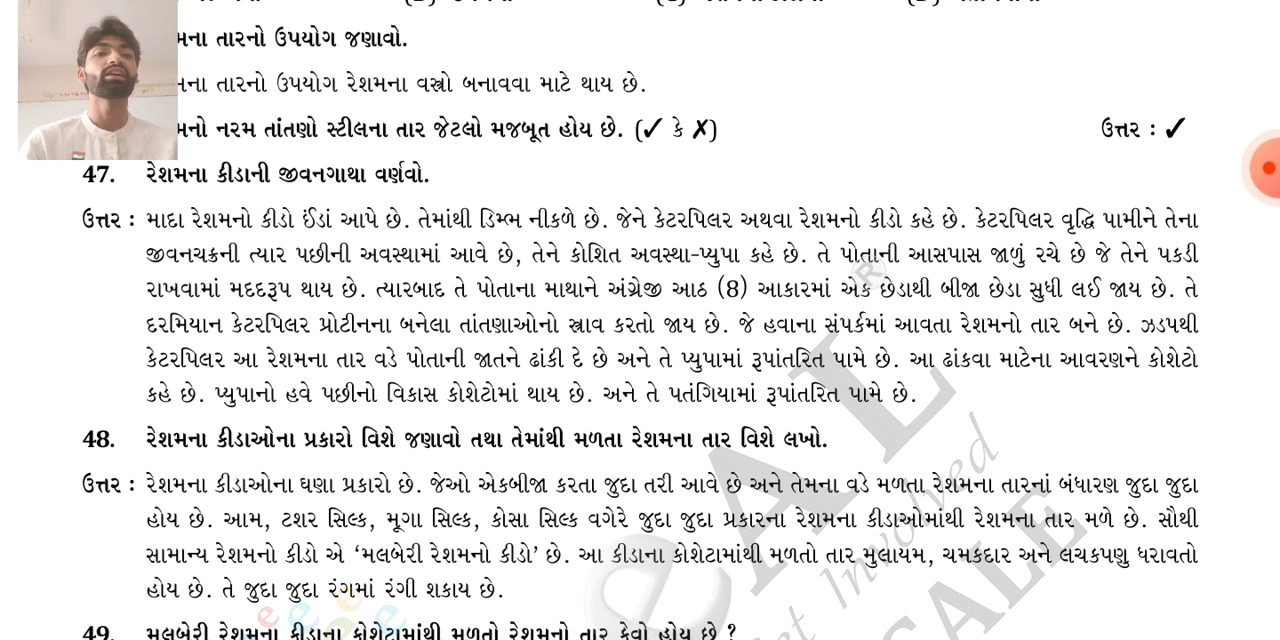 તારનો ઉપયોગ જણાવો.
તારનો ઉપયોગ રેશમના વસ્ત્રો બનાવવા માટે થાય છે.
નરમ તાંતણો સ્ટીલના તાર જેટલો મજબૂત હોય છે. (✓ કે ✗) ઉત્તર : ✓
47. રેશમના કીડાની જીવનગાથા વર્ણવો.
ઉત્તર : માદા રેશમનો કીડો ઈંડાં આપે છે. તેમાંથી ડિમ્ભ નીકળે છે. જેને કેટરપિલર અથવા રેશમનો કીડો કહે છે. કેટરપિલર વૃદ્ધિ પામીને તેના
જીવનચક્રની ત્યાર પછીની અવસ્થામાં આવે છે, તેને કોશિત અવસ્થા-પ્યુપા કહે છે. તે પોતાની આસપાસ જાળું રચે છે જે તેને પકડી
રાખવામાં મદદરૂપ થાય છે. ત્યારબાદ તે પોતાના માથાને અંગ્રેજી આઠ (8) આકારમાં એક છેડાથી બીજા છેડા સુધી લઈ જાય છે. તે
દરમિયાન કેટરપિલર પ્રોટીનના બનેલા તાંતણાઓનો સ્ત્રાવ કરતો જાય છે. જે હવાના સંપર્કમાં આવતા રેશમનો તાર બને છે. ઝડપથી
કેટરપિલર આ રેશમના તાર વડે પોતાની જાતને ઢાંકી દે છે અને તે પ્યુપામાં રૂપાંતરિત પામે છે. આ ઢાંકવા માટેના આવરણને કોશેટો
કહે છે. પ્યુપાનો હવે પછીનો વિકાસ કોશેટોમાં થાય છે. અને તે પતંગિયામાં રૂપાંતરિત પામે છે.
48. રેશમના કીડાઓના પ્રકારો વિશે જણાવો તથા તેમાંથી મળતા રેશમના તાર વિશે લખો.
ઉત્તર : રેશમના કીડાઓના ઘણા પ્રકારો છે. જેઓ એકબીજા કરતા જુદા તરી આવે છે અને તેમના વડે મળતા રેશમના તારનાં બંધારણ જુદા જુદા
હોય છે. આમ, ટશર સિલ્ક, મૂગા સિલ્ક, કોસા સિલ્ક વગેરે જુદા જુદા પ્રકારના રેશમના કીડાઓમાંથી રેશમના તાર મળે છે. સૌથી
સામાન્ય રેશમનો કીડો એ ‘મલબેરી રેશમનો કીડો’ છે. આ કીડાના કોશેટામાંથી મળતો તાર મુલાયમ, ચમકદાર અને લચકપણુ ધરાવતો
હોય છે. તે જુદા જુદા રંગમાં રંગી શકાય છે.
49. મલબેરી રેશમના કીડાના કોશેટામાંથી મળતો રેશમનો તાર કેવો હોય છે ?